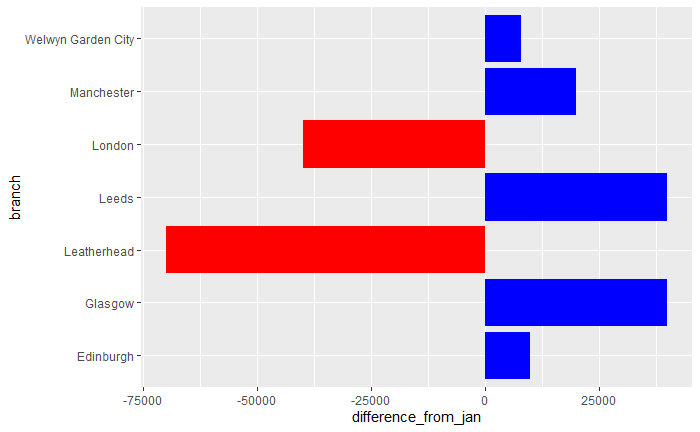 Welwyn Garden City
Manchester
London
Leeds
Leatherhead
Glasgow
Edinburgh
branch
-75000 -50000 -25000 0 25000
difference_from_jan